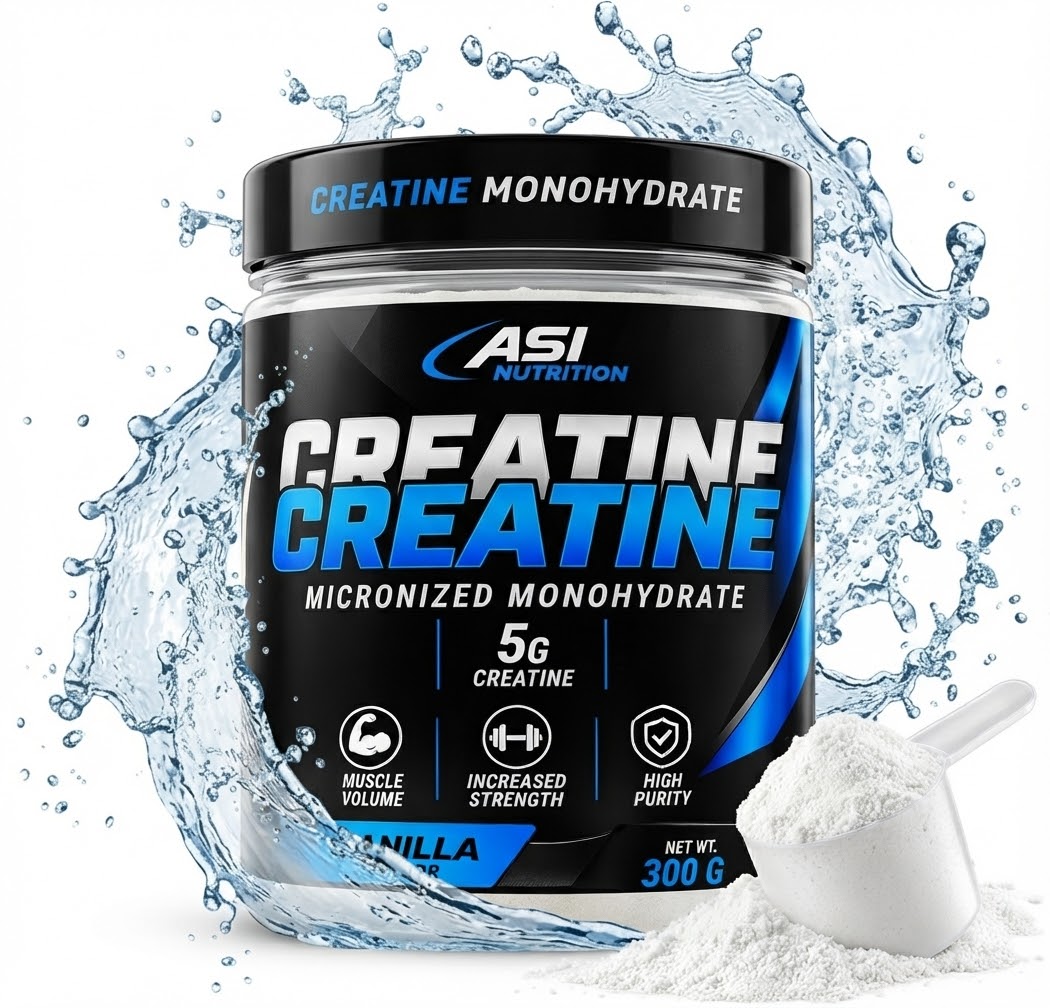 CREATINE MONOHYDRATE
ASI
NUTRITION
CREATINE
CREATINE
MICRONIZED MONOHYDRATE
5G
CREATINE
MUSCLE
VOLUME
INCREASED
STRENGTH
HIGH
PURITY
NET WT.
300 G